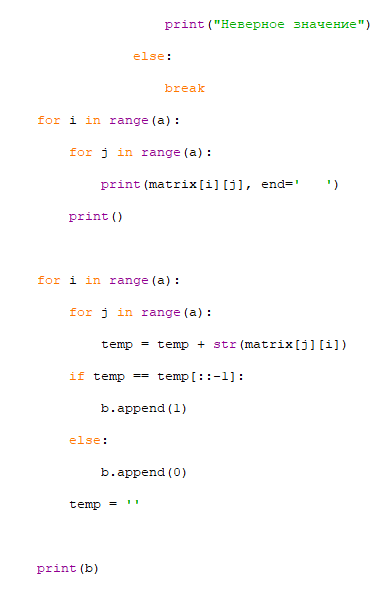 print("Неверное значение")
else:
break
for i in range(a):
for j in range(a):
print(matrix[i][j], end='   ')
print()
for i in range(a):
for j in range(a):
temp = temp + str(matrix[j][i])
if temp == temp[::-1]:
b.append(1)
else:
b.append(0)
temp = ''
print(b)